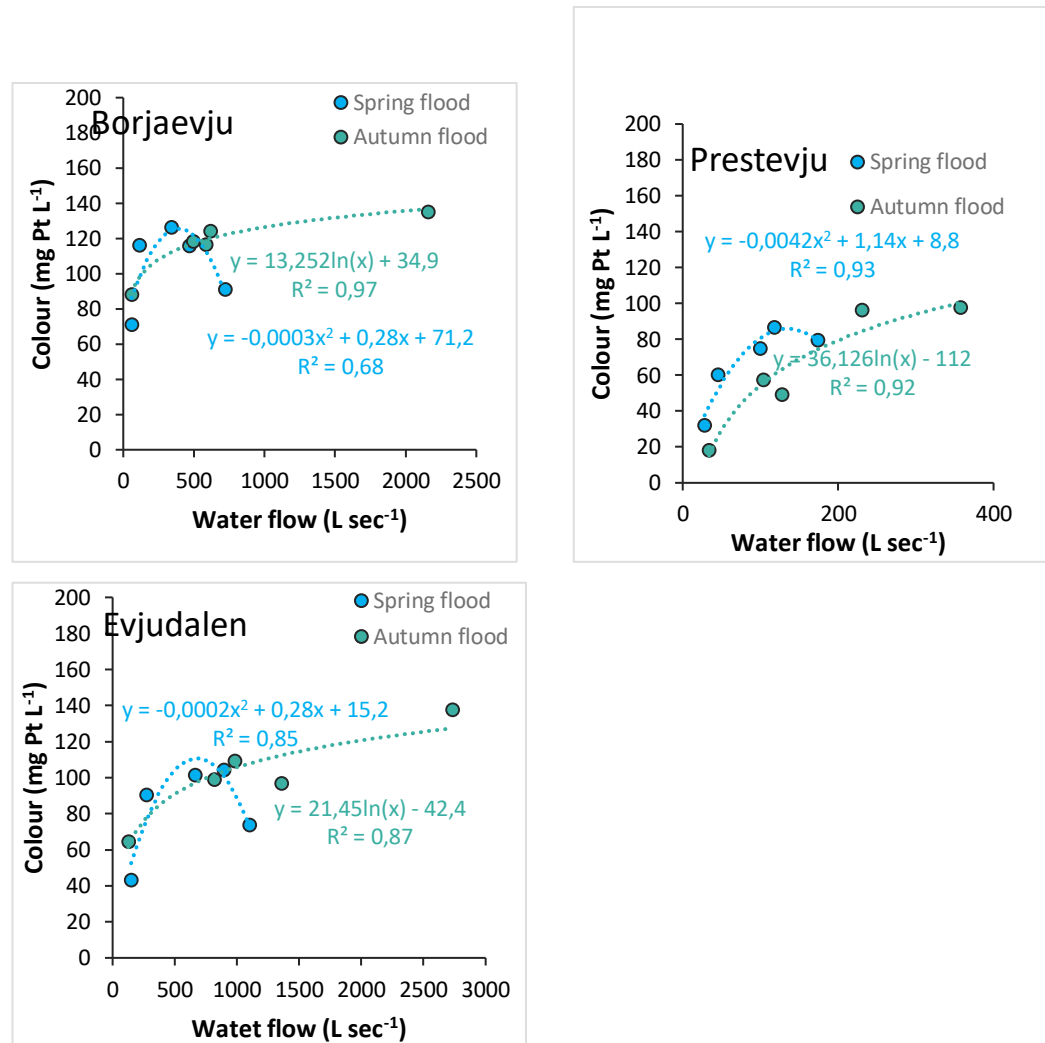 Borjaevju
Spring flood
Autumn flood
200
180
160
140
120
100
80
60
40
20
0
Colour (mg Pt L⁻¹)
y = 13,252ln(x) + 34,9
R² = 0,97
y = -0,0003x² + 0,28x + 71,2
R² = 0,68
0 500 1000 1500 2000 2500
Water flow (L sec⁻¹)
Prestevju
Spring flood
Autumn flood
200
180
160
140
120
100
80
60
40
20
0
Colour (mg Pt L⁻¹)
y = -0,0042x² + 1,14x + 8,8
R² = 0,93
y = 36,126ln(x) - 112
R² = 0,92
0 200 400
Water flow (L sec⁻¹)
Evjudalen
Spring flood
Autumn flood
200
180
160
140
120
100
80
60
40
20
0
Colour (mg Pt L⁻¹)
y = -0,0002x² + 0,28x + 15,2
R² = 0,85
y = 21,45ln(x) - 42,4
R² = 0,87
0 500 1000 1500 2000 2500 3000
Watet flow (L sec⁻¹)